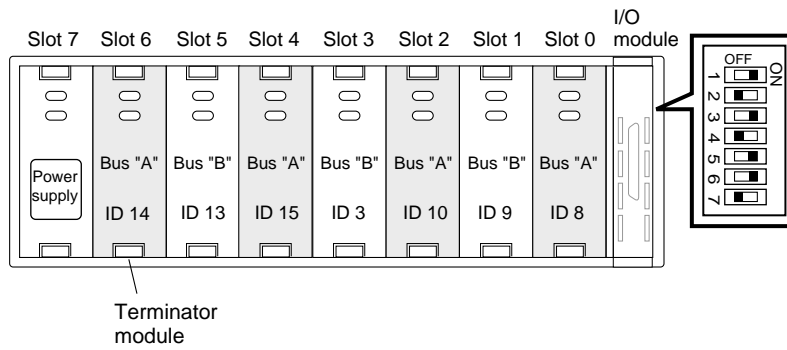 I/O
module
Slot 7 Slot 6 Slot 5 Slot 4 Slot 3 Slot 2 Slot 1 Slot 0
OFF
ON
1
2
3
4
5
6
7
Power
supply
Bus "A" Bus "B" Bus "A" Bus "B" Bus "A" Bus "B" Bus "A"
ID 14 ID 13 ID 15 ID 3 ID 10 ID 9 ID 8
Terminator
module